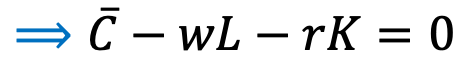 ⟹ C̄ − wL − rK = 0